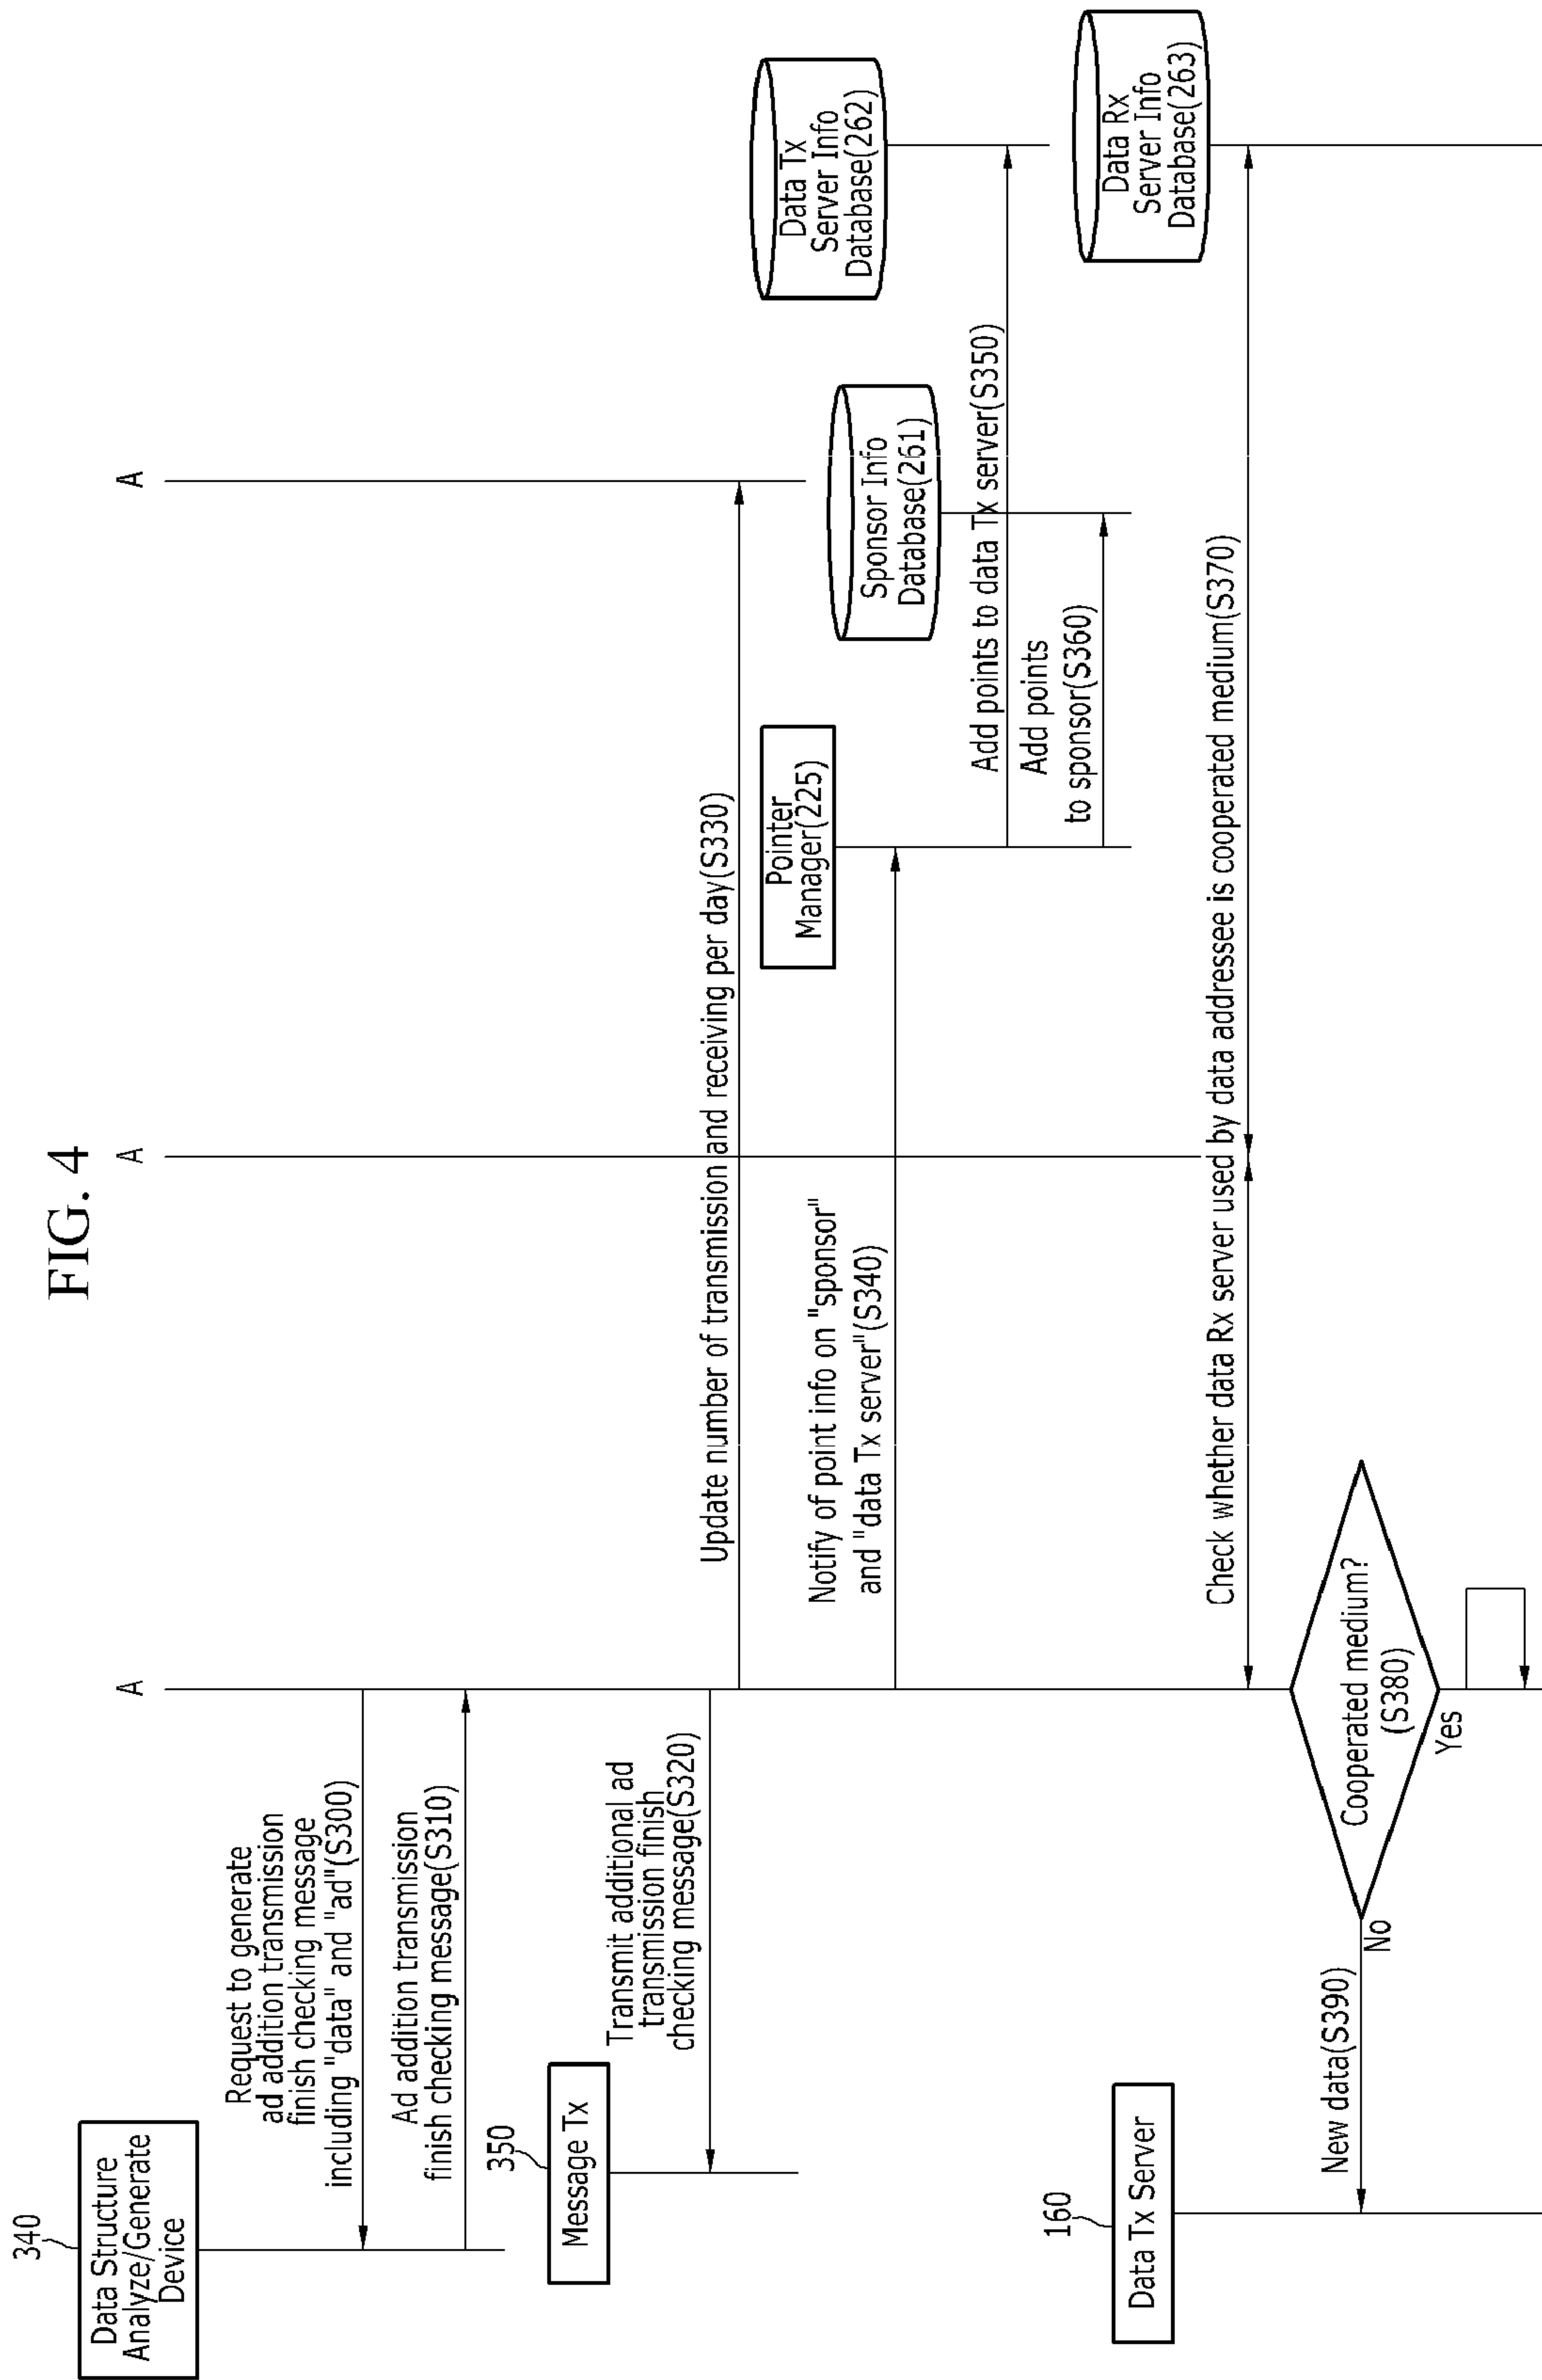 FIG. 4
A
A
A
340
Data Structure
Analyze/Generate
Device
Request to generate
ad addition transmission
finish checking message
including "data" and "ad"(S300)
Ad addition transmission
finish checking message(S310)
350
Message Tx
Transmit additional ad
transmission finish
checking message(S320)
Update number of transmission and receiving per day(S330)
Pointer
Manager(225)
Sponsor Info
Database(261)
Data Tx
Server Info
Database(262)
Notify of point info on "sponsor"
and "data Tx server"(S340)
Add points to data Tx server(S350)
Add points
to sponsor(S360)
Data Rx
Server Info
Database(263)
Check whether data Rx server used by data addressee is cooperated medium(S370)
160
Data Tx Server
Cooperated medium?
(S380)
New data(S390)
No
Yes